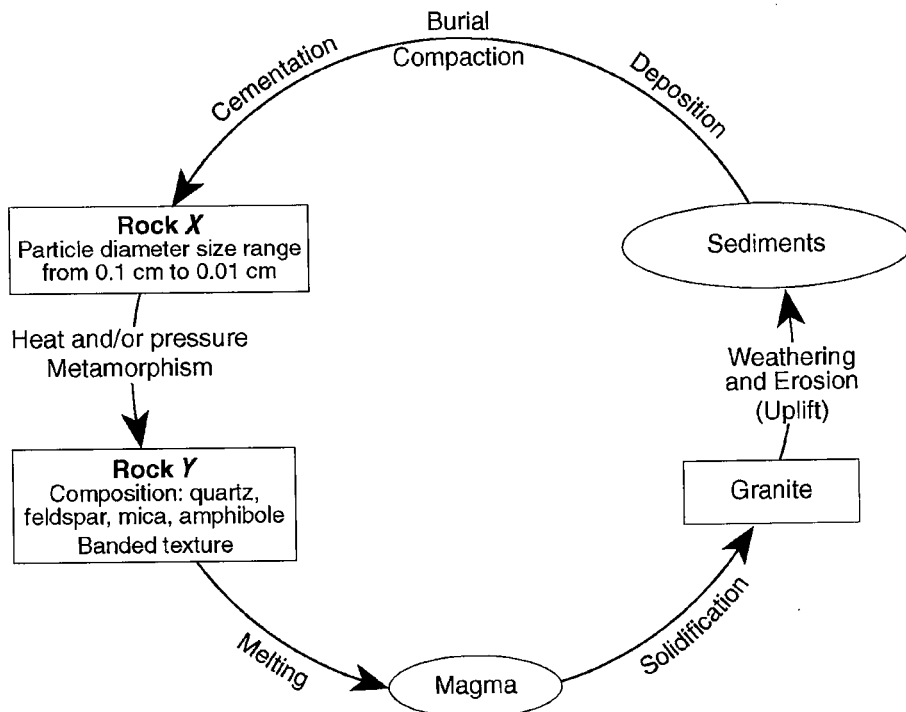 Burial
Compaction
Cementation
Deposition
Rock X
Particle diameter size range
from 0.1 cm to 0.01 cm
Sediments
Heat and/or pressure
Metamorphism
Weathering
and Erosion
(Uplift)
Rock Y
Composition: quartz,
feldspar, mica, amphibole
Banded texture
Granite
Melting
Magma
Solidification